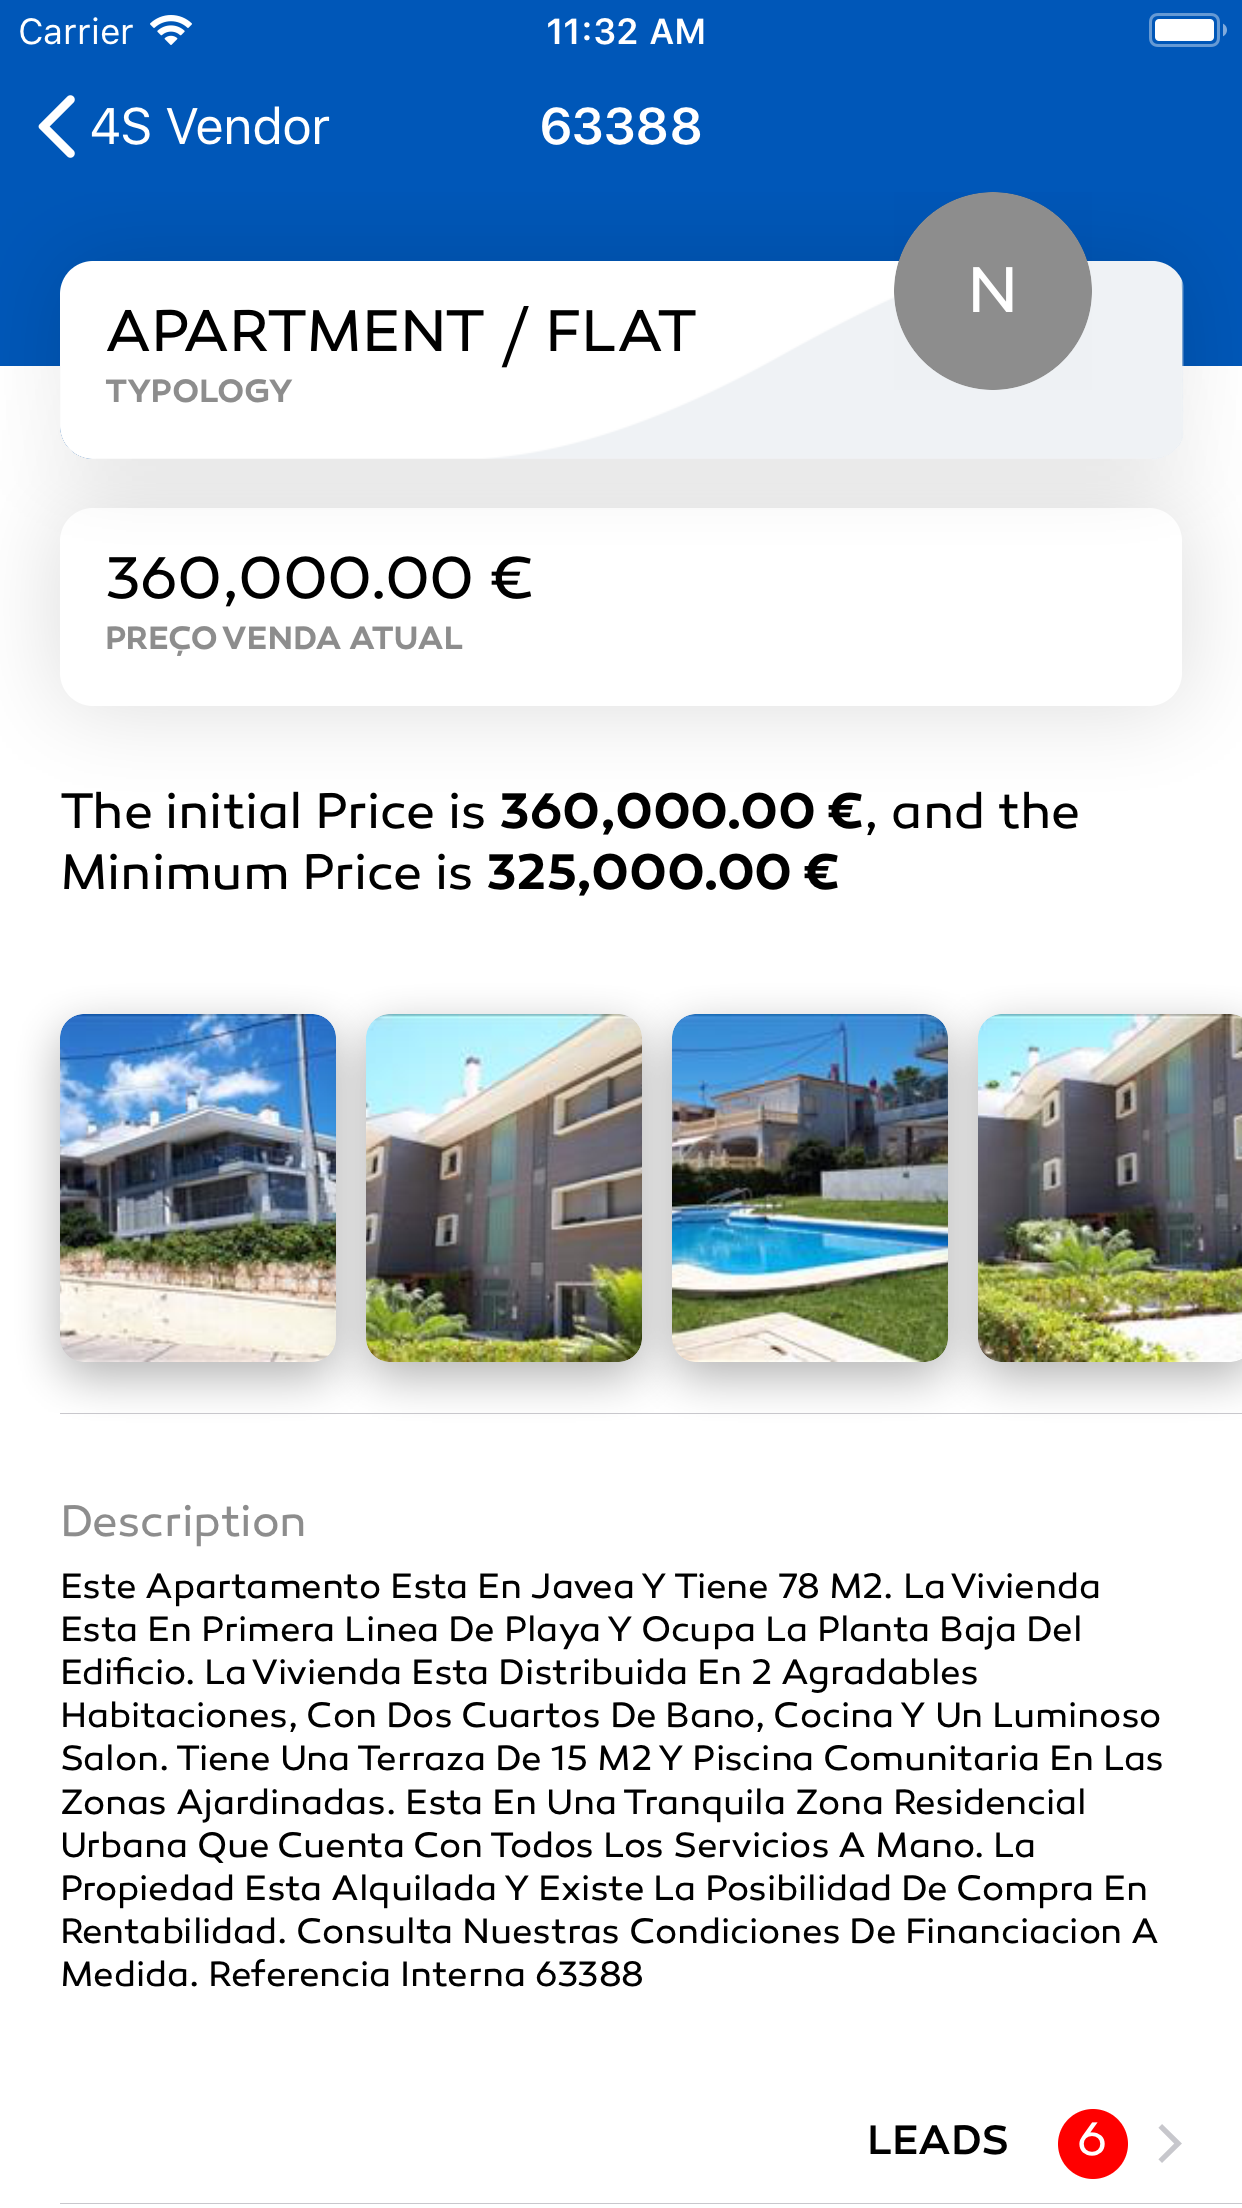 Carrier 11:32 AM
4S Vendor 63388
N
APARTMENT / FLAT
TYPOLOGY
360,000.00 €
PREÇO VENDA ATUAL
The initial Price is 360,000.00 €, and the
Minimum Price is 325,000.00 €
Description
Este Apartamento Esta En Javea Y Tiene 78 M2. La Vivienda
Esta En Primera Linea De Playa Y Ocupa La Planta Baja Del
Edificio. La Vivienda Esta Distribuida En 2 Agradables
Habitaciones, Con Dos Cuartos De Bano, Cocina Y Un Luminoso
Salon. Tiene Una Terraza De 15 M2 Y Piscina Comunitaria En Las
Zonas Ajardinadas. Esta En Una Tranquila Zona Residencial
Urbana Que Cuenta Con Todos Los Servicios A Mano. La
Propiedad Esta Alquilada Y Existe La Posibilidad De Compra En
Rentabilidad. Consulta Nuestras Condiciones De Financiacion A
Medida. Referencia Interna 63388
LEADS 6